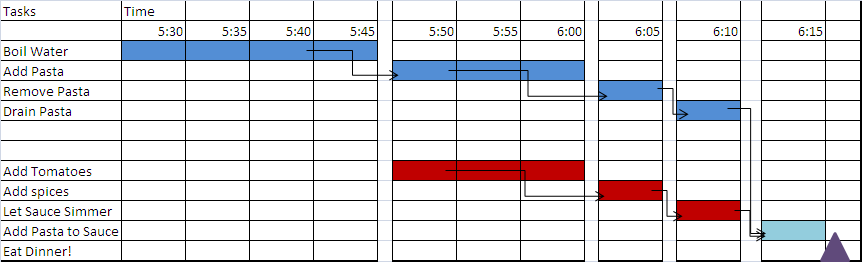 Tasks Time
5:30 5:35 5:40 5:45 5:50 5:55 6:00 6:05 6:10 6:15
Boil Water
Add Pasta
Remove Pasta
Drain Pasta
Add Tomatoes
Add spices
Let Sauce Simmer
Add Pasta to Sauce
Eat Dinner!